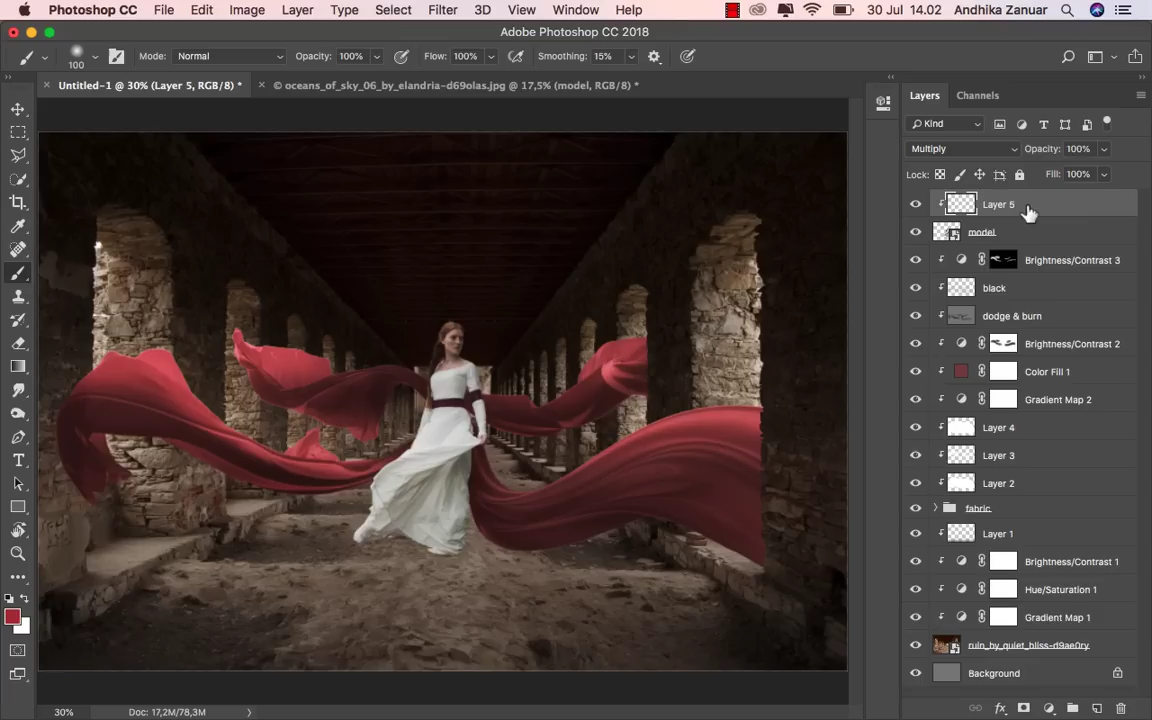 Photoshop CC File Edit Image Layer Type Select Filter 3D View Window Help 30 Jul 14.02 Andhika Zanuar
Adobe Photoshop CC 2018
100 Mode: Normal Opacity: 100% Flow: 100% Smoothing: 15%
Untitled-1 @ 30% (Layer 5, RGB/8) * © oceans_of_sky_06_by_elandria-d69olas.jpg @ 17,5% (model, RGB/8) *
Layers Channels
Kind
Multiply Opacity: 100%
Lock: Fill: 100%
Layer 5
model
Brightness/Contrast 3
black
dodge & burn
Brightness/Contrast 2
Color Fill 1
Gradient Map 2
Layer 4
Layer 3
Layer 2
fabric
Layer 1
Brightness/Contrast 1
Hue/Saturation 1
Gradient Map 1
ruin_by_quiet_bliss-d9ae0ry
Background
30% Doc: 17,2M/78,3M
fx